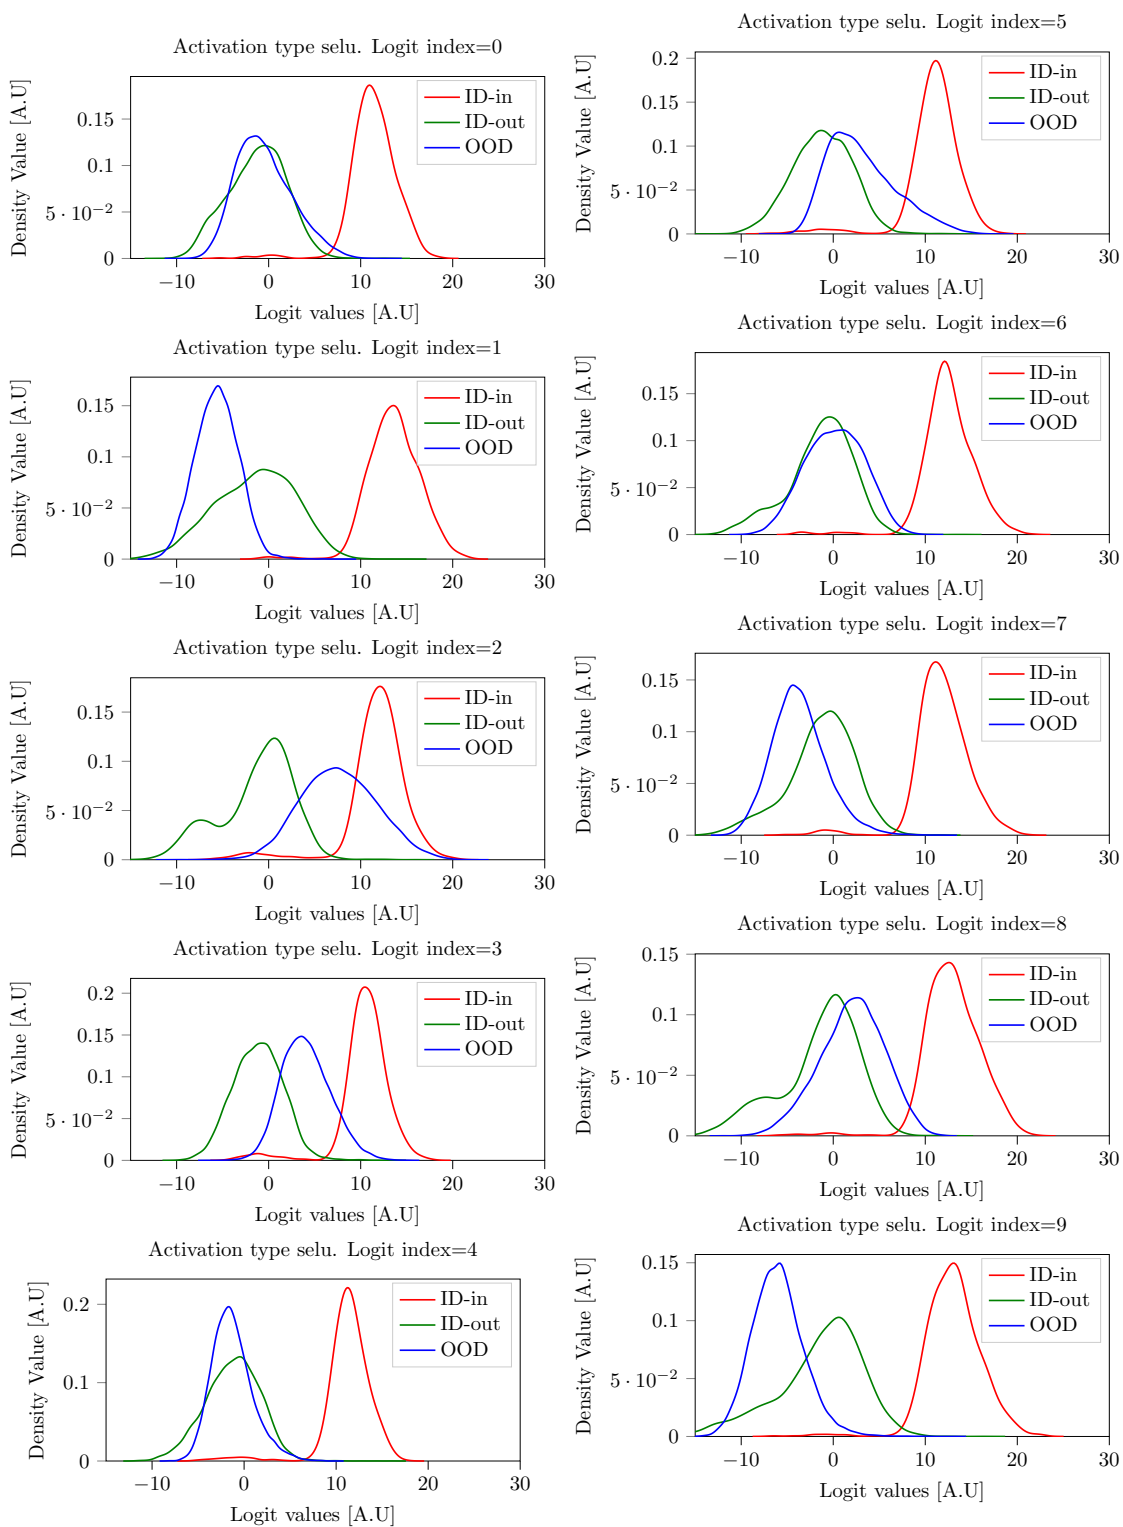 Activation type selu. Logit index=0
Density Value [A.U]
0.15
0.1
5 · 10⁻²
0
ID-in
ID-out
OOD
−10 0 10 20 30
Logit values [A.U]
Activation type selu. Logit index=1
Density Value [A.U]
0.15
0.1
5 · 10⁻²
0
ID-in
ID-out
OOD
−10 0 10 20 30
Logit values [A.U]
Activation type selu. Logit index=2
Density Value [A.U]
0.15
0.1
5 · 10⁻²
0
ID-in
ID-out
OOD
−10 0 10 20 30
Logit values [A.U]
Activation type selu. Logit index=3
Density Value [A.U]
0.2
0.15
0.1
5 · 10⁻²
0
ID-in
ID-out
OOD
−10 0 10 20 30
Logit values [A.U]
Activation type selu. Logit index=4
Density Value [A.U]
0.2
0.1
0
ID-in
ID-out
OOD
−10 0 10 20 30
Logit values [A.U]
Activation type selu. Logit index=5
Density Value [A.U]
0.2
0.15
0.1
5 · 10⁻²
0
ID-in
ID-out
OOD
−10 0 10 20 30
Logit values [A.U]
Activation type selu. Logit index=6
Density Value [A.U]
0.15
0.1
5 · 10⁻²
0
ID-in
ID-out
OOD
−10 0 10 20 30
Logit values [A.U]
Activation type selu. Logit index=7
Density Value [A.U]
0.15
0.1
5 · 10⁻²
0
ID-in
ID-out
OOD
−10 0 10 20 30
Logit values [A.U]
Activation type selu. Logit index=8
Density Value [A.U]
0.15
0.1
5 · 10⁻²
0
ID-in
ID-out
OOD
−10 0 10 20 30
Logit values [A.U]
Activation type selu. Logit index=9
Density Value [A.U]
0.15
0.1
5 · 10⁻²
0
ID-in
ID-out
OOD
−10 0 10 20 30
Logit values [A.U]